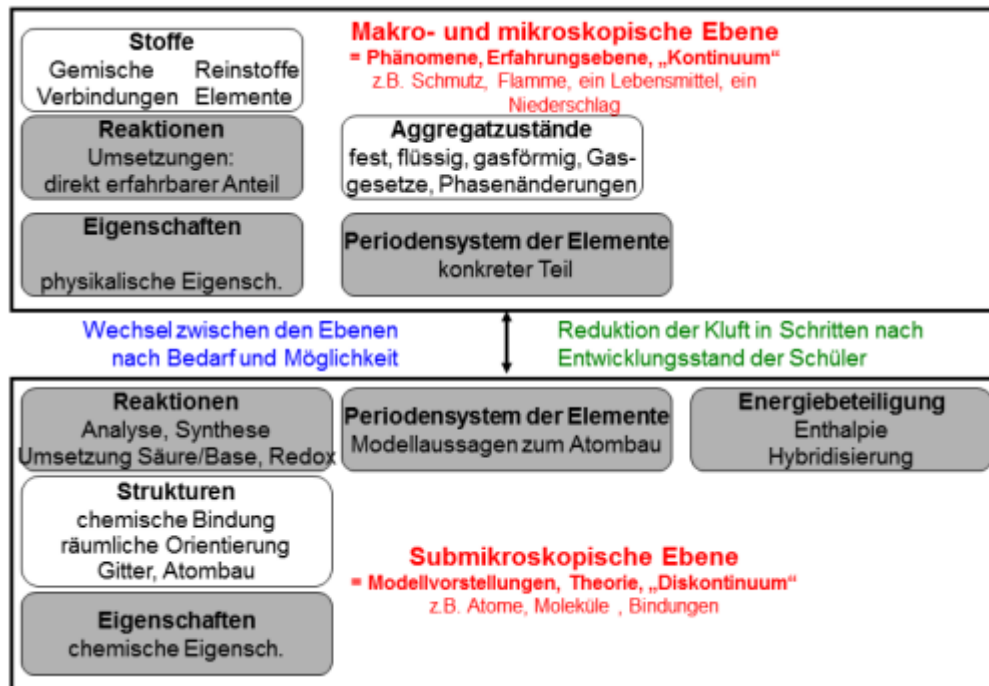 Stoffe
Gemische Reinstoffe
Verbindungen Elemente
Reaktionen
Umsetzungen:
direkt erfahrbarer Anteil
Eigenschaften
physikalische Eigensch.
Makro- und mikroskopische Ebene
= Phänomene, Erfahrungsebene, „Kontinuum“
z.B. Schmutz, Flamme, ein Lebensmittel, ein
Niederschlag
Aggregatzustände
fest, flüssig, gasförmig, Gas-
gesetze, Phasenänderungen
Periodensystem der Elemente
konkreter Teil
Wechsel zwischen den Ebenen
nach Bedarf und Möglichkeit
Reduktion der Kluft in Schritten nach
Entwicklungsstand der Schüler
Reaktionen
Analyse, Synthese
Umsetzung Säure/Base, Redox
Periodensystem der Elemente
Modellaussagen zum Atombau
Energiebeteiligung
Enthalpie
Hybridisierung
Strukturen
chemische Bindung
räumliche Orientierung
Gitter, Atombau
Eigenschaften
chemische Eigensch.
Submikroskopische Ebene
= Modellvorstellungen, Theorie, „Diskontinuum“
z.B. Atome, Moleküle , Bindungen